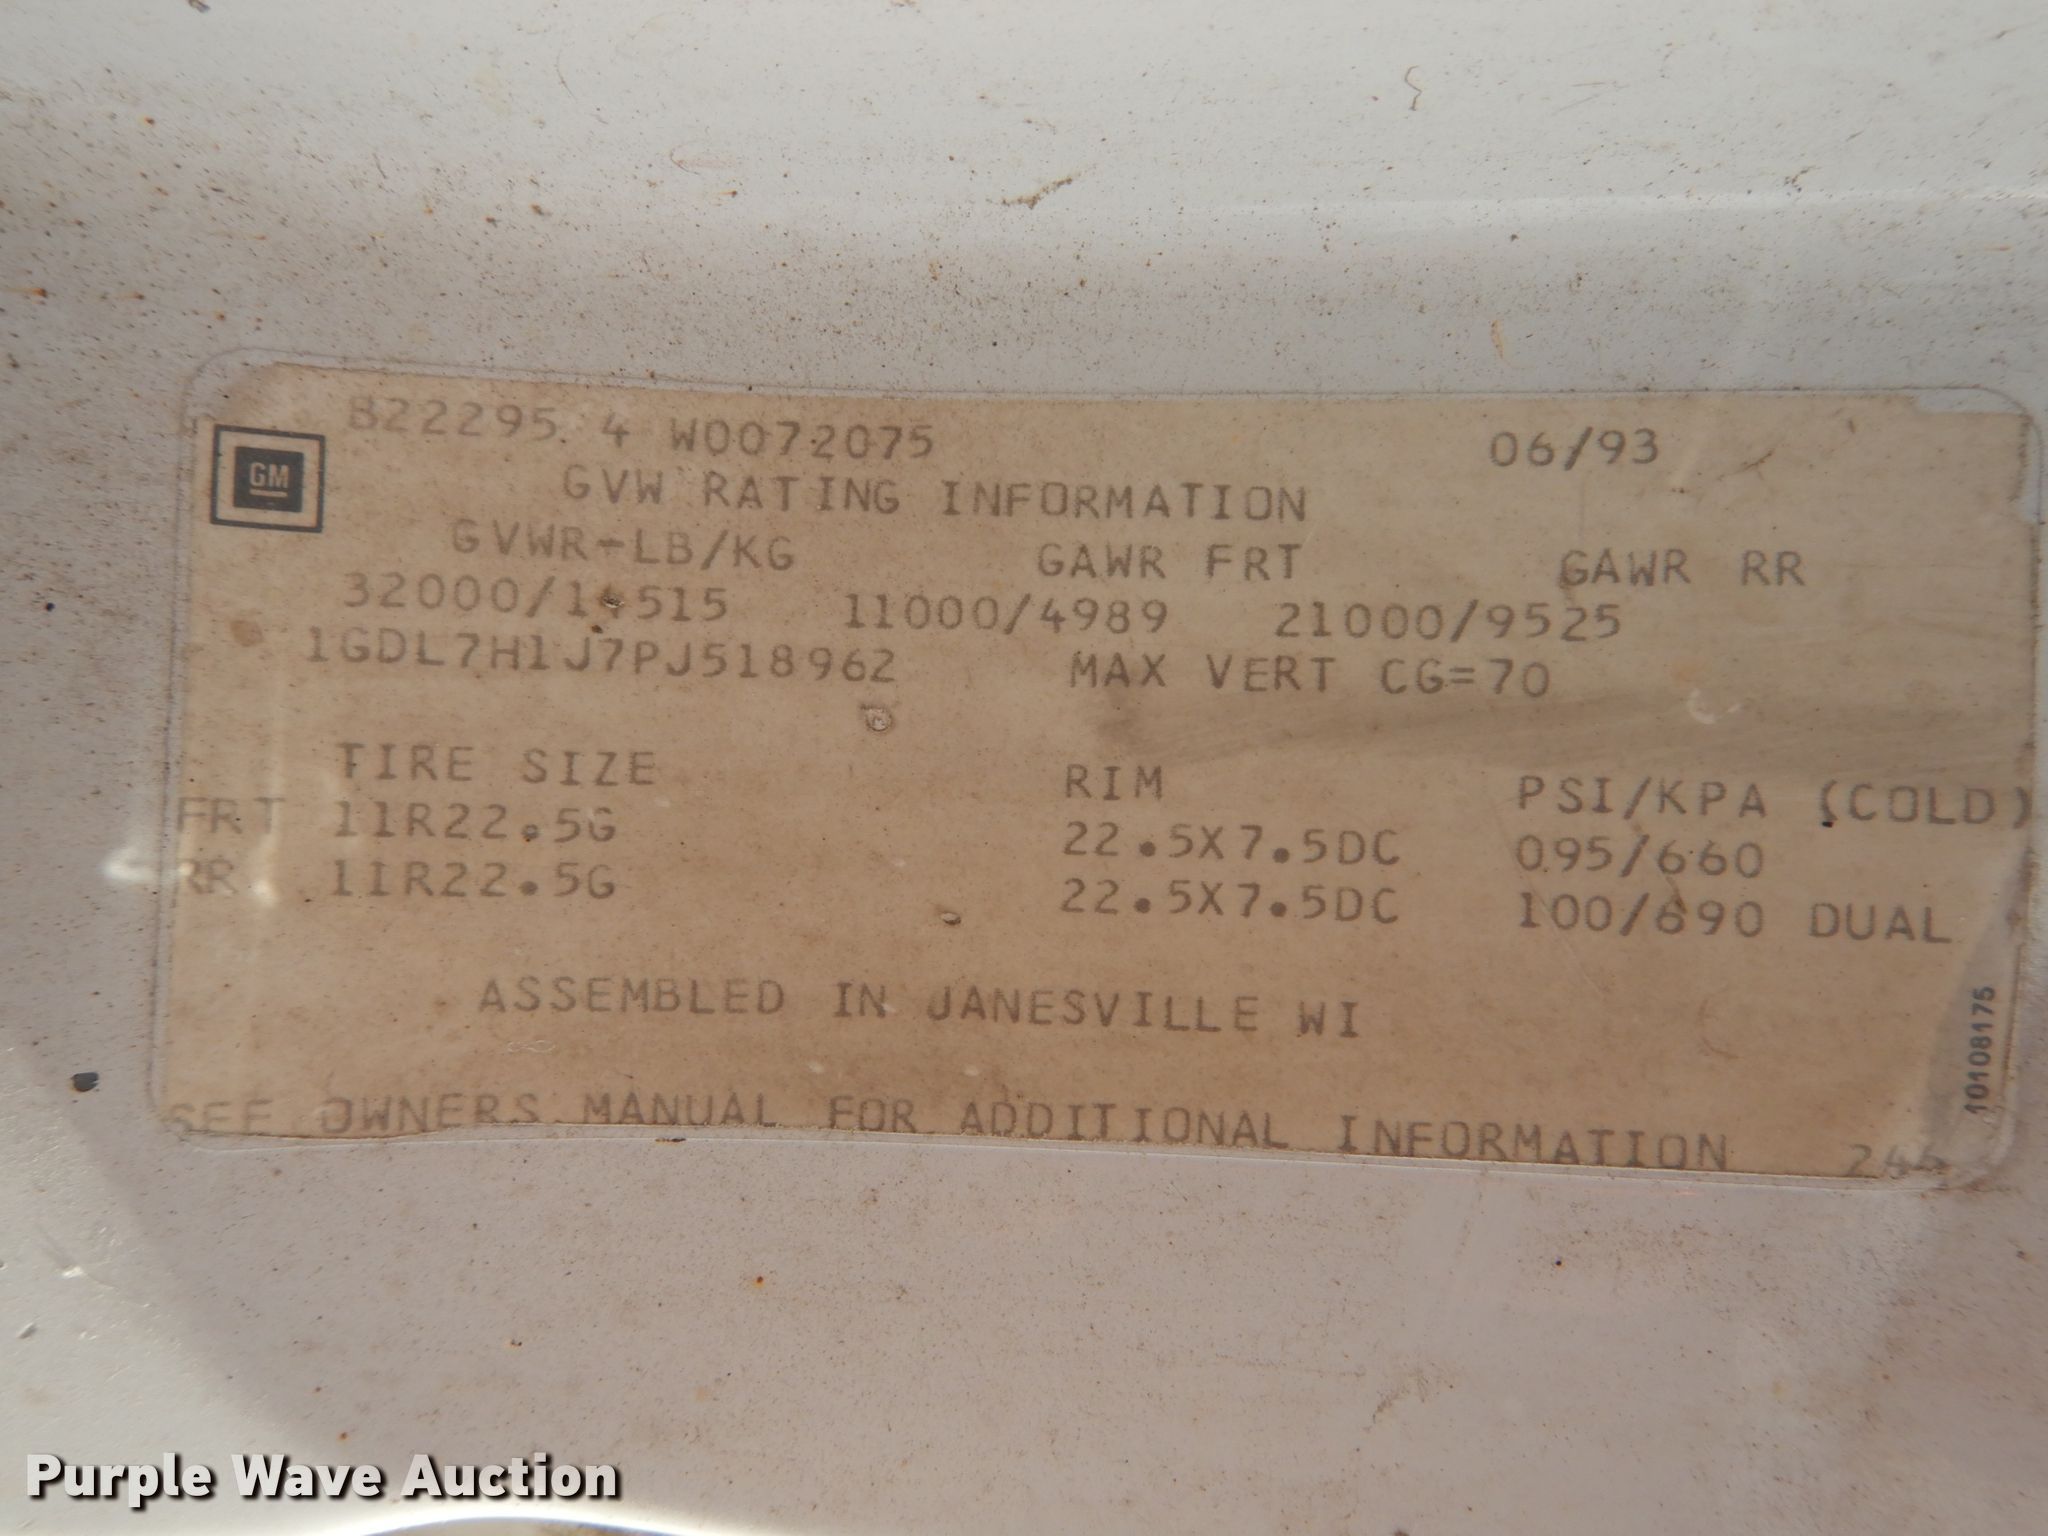 B22295 4 W0072075 06/93
GM
GVW RATING INFORMATION
GVWR-LB/KG GAWR FRT GAWR RR
32000/14515 11000/4989 21000/9525
1GDL7H1J7PJ518962 MAX VERT CG=70
TIRE SIZE RIM PSI/KPA (COLD)
FRT 11R22.5G 22.5X7.5DC 095/660
RR 11R22.5G 22.5X7.5DC 100/690 DUAL
ASSEMBLED IN JANESVILLE WI
10108175
SEE OWNERS MANUAL FOR ADDITIONAL INFORMATION
Purple Wave Auction